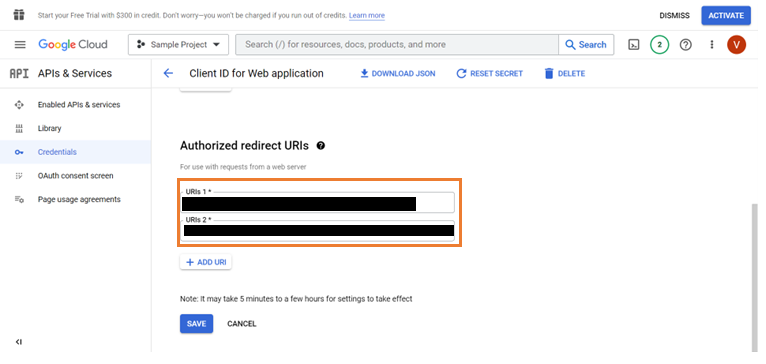 Start your Free Trial with $300 in credit. Don't worry—you won't be charged if you run out of credits. Learn more
DISMISS
ACTIVATE
Google Cloud
Sample Project
Search (/) for resources, docs, products, and more
Search
2
V
API
APIs & Services
Client ID for Web application
DOWNLOAD JSON
RESET SECRET
DELETE
Enabled APIs & services
Library
Credentials
OAuth consent screen
Page usage agreements
Authorized redirect URIs
For use with requests from a web server
URIs 1 *
URIs 2 *
+ ADD URI
Note: It may take 5 minutes to a few hours for settings to take effect
SAVE
CANCEL